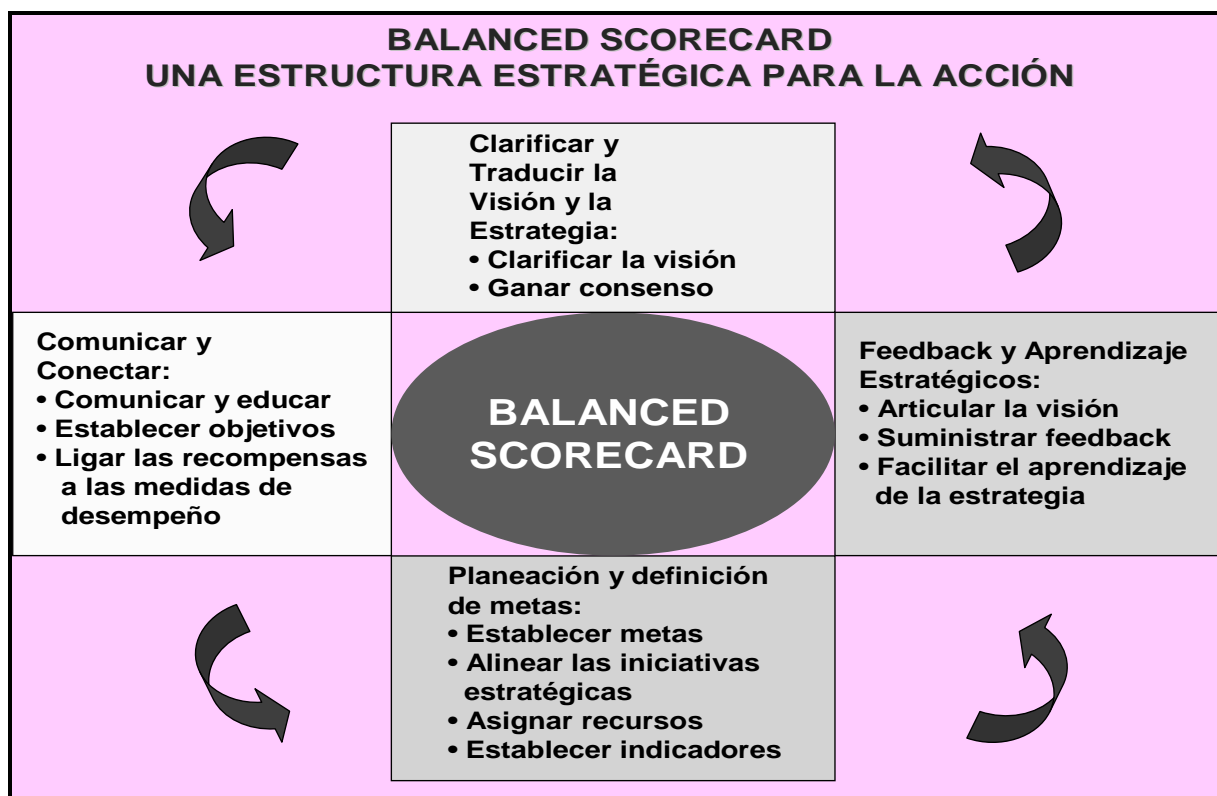 BALANCED SCORECARD
UNA ESTRUCTURA ESTRATÉGICA PARA LA ACCIÓN
Clarificar y
Traducir la
Visión y la
Estrategia:
• Clarificar la visión
• Ganar consenso
Comunicar y
Conectar:
• Comunicar y educar
• Establecer objetivos
• Ligar las recompensas
a las medidas de
desempeño
BALANCED
SCORECARD
Feedback y Aprendizaje
Estratégicos:
• Articular la visión
• Suministrar feedback
• Facilitar el aprendizaje
de la estrategia
Planeación y definición
de metas:
• Establecer metas
• Alinear las iniciativas
estratégicas
• Asignar recursos
• Establecer indicadores